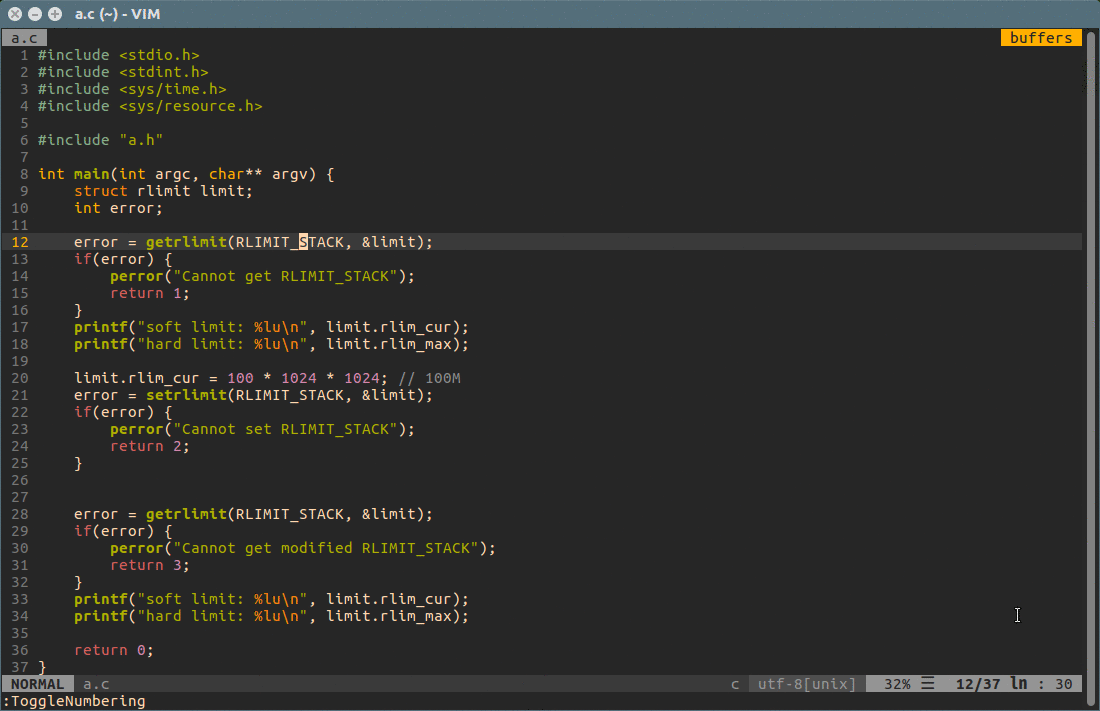 a.c (~) - VIM
a.c buffers
1 #include <stdio.h>
2 #include <stdint.h>
3 #include <sys/time.h>
4 #include <sys/resource.h>
5
6 #include "a.h"
7
8 int main(int argc, char** argv) {
9     struct rlimit limit;
10     int error;
11
12     error = getrlimit(RLIMIT_STACK, &limit);
13     if(error) {
14         perror("Cannot get RLIMIT_STACK");
15         return 1;
16     }
17     printf("soft limit: %lu\n", limit.rlim_cur);
18     printf("hard limit: %lu\n", limit.rlim_max);
19
20     limit.rlim_cur = 100 * 1024 * 1024; // 100M
21     error = setrlimit(RLIMIT_STACK, &limit);
22     if(error) {
23         perror("Cannot set RLIMIT_STACK");
24         return 2;
25     }
26
27
28     error = getrlimit(RLIMIT_STACK, &limit);
29     if(error) {
30         perror("Cannot get modified RLIMIT_STACK");
31         return 3;
32     }
33     printf("soft limit: %lu\n", limit.rlim_cur);
34     printf("hard limit: %lu\n", limit.rlim_max);
35
36     return 0;
37 }
NORMAL a.c c utf-8[unix] 32% ☰ 12/37 ln : 30
:ToggleNumbering